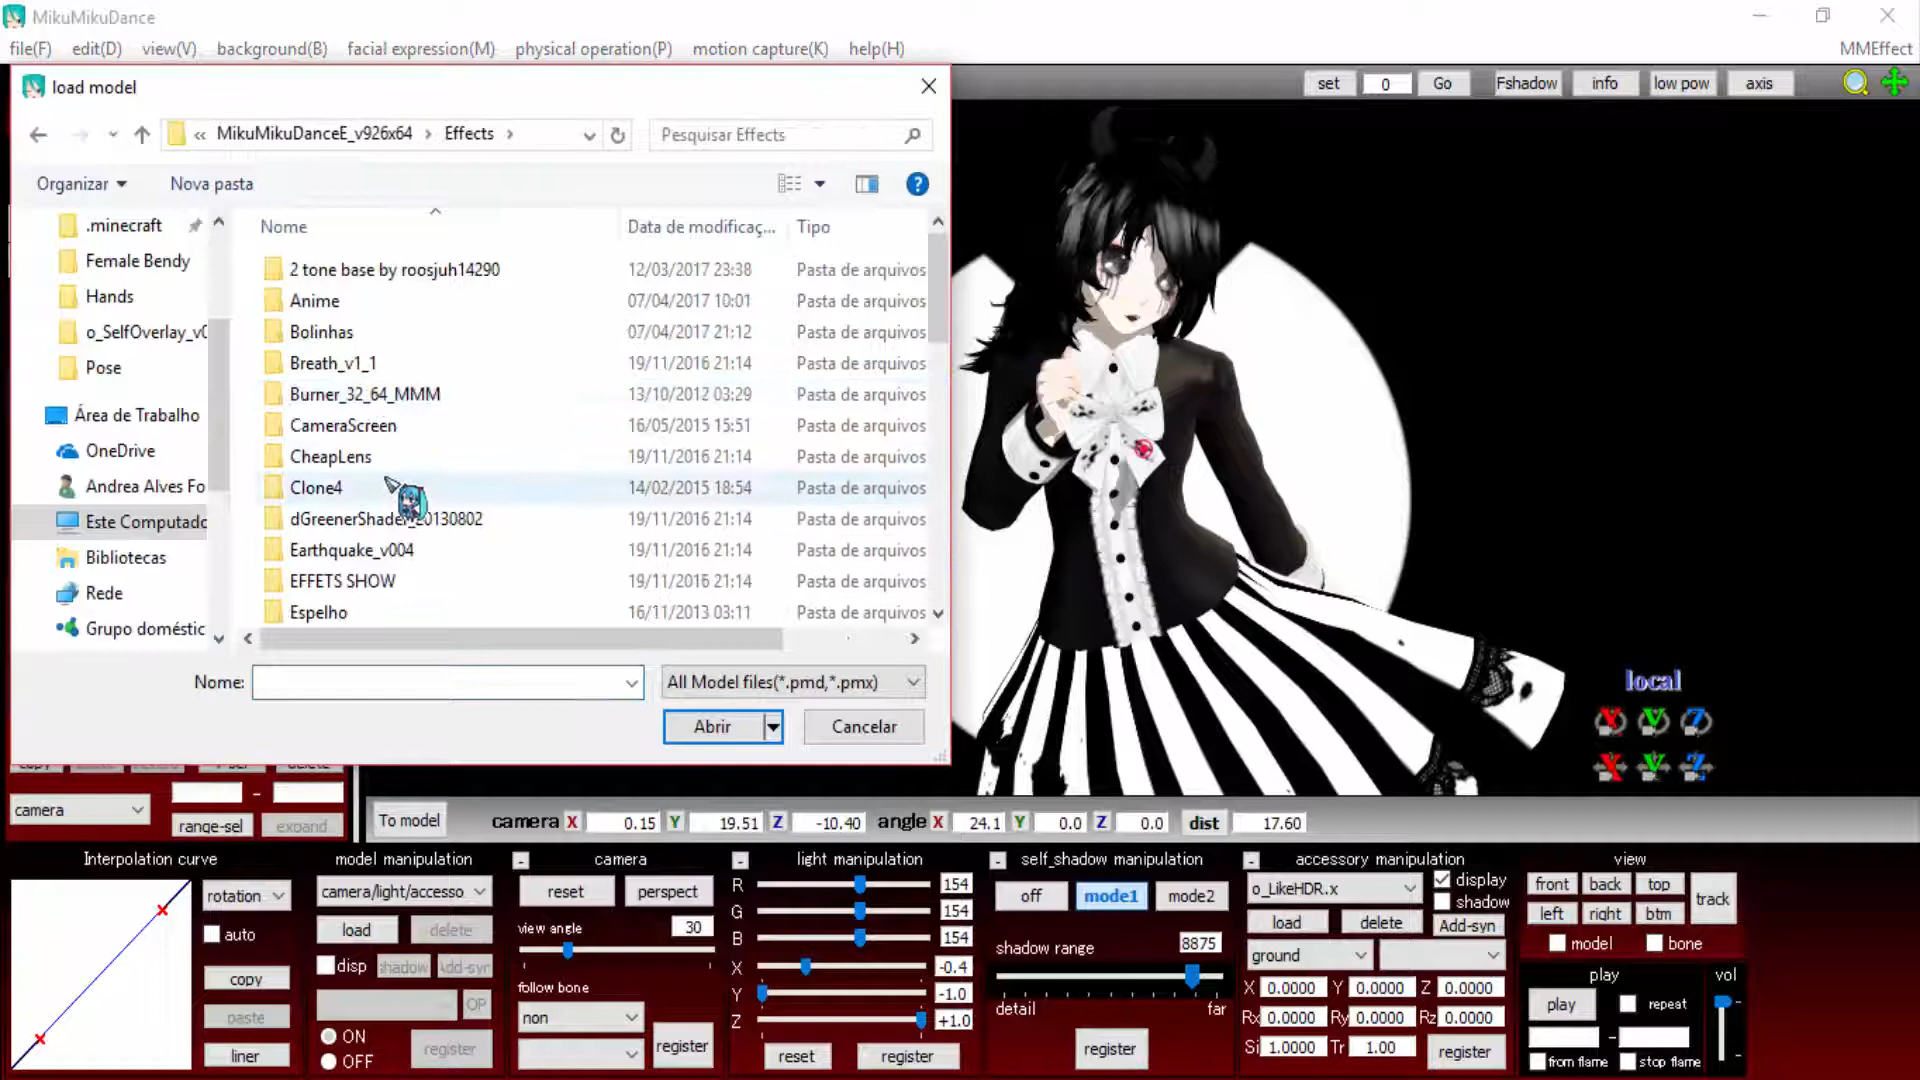 MikuMikuDance
file(F) edit(D) view(V) background(B) facial expression(M) physical operation(P) motion capture(K) help(H) MMEffect
load model
set 0 Go Fshadow info low pow axis
« MikuMikuDanceE_v926x64 > Effects > Pesquisar Effects
Organizar Nova pasta
Nome Data de modificaç... Tipo
.minecraft
Female Bendy
Hands
o_SelfOverlay_v0
Pose
Área de Trabalho
OneDrive
Andrea Alves Fo
Este Computado
Bibliotecas
Rede
Grupo doméstic
2 tone base by roosjuh14290 12/03/2017 23:38 Pasta de arquivos
Anime 07/04/2017 10:01 Pasta de arquivos
Bolinhas 07/04/2017 21:12 Pasta de arquivos
Breath_v1_1 19/11/2016 21:14 Pasta de arquivos
Burner_32_64_MMM 13/10/2012 03:29 Pasta de arquivos
CameraScreen 16/05/2015 15:51 Pasta de arquivos
CheapLens 19/11/2016 21:14 Pasta de arquivos
Clone4 14/02/2015 18:54 Pasta de arquivos
dGreenerShader_20130802 19/11/2016 21:14 Pasta de arquivos
Earthquake_v004 19/11/2016 21:14 Pasta de arquivos
EFFETS SHOW 19/11/2016 21:14 Pasta de arquivos
Espelho 16/11/2013 03:11 Pasta de arquivos
Nome: All Model files(*.pmd,*.pmx)
Abrir Cancelar
local
X Y Z
X Y Z
camera -
range-sel expand
To model camera X 0.15 Y 19.51 Z -10.40 angle X 24.1 Y 0.0 Z 0.0 dist 17.60
Interpolation curve
rotation
auto
copy
paste
liner
model manipulation
camera/light/accesso
load delete
disp shadow Add-syn
OP
ON
OFF
register
- camera
reset perspect
view angle 30
follow bone
non
register
- light manipulation
R 154
G 154
B 154
X -0.4
Y -1.0
Z +1.0
reset register
- self_shadow manipulation
off mode1 mode2
shadow range 8875
detail far
register
- accessory manipulation
o_LikeHDR.x display
shadow
load delete Add-syn
ground
X 0.0000 Y 0.0000 Z 0.0000
Rx 0.0000 Ry 0.0000 Rz 0.0000
Si 1.0000 Tr 1.00 register
view
front back top track
left right btm
model bone
play vol
play repeat
-
from flame stop flame